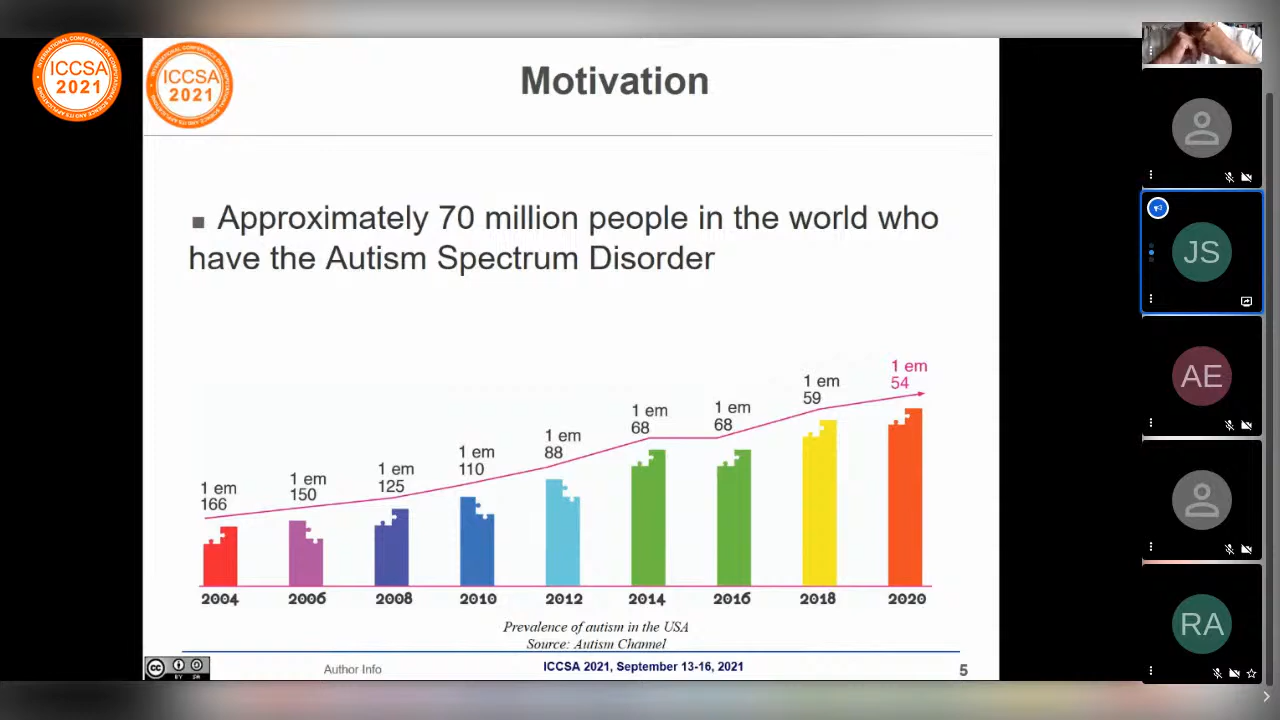 ICCSA
2021
ICCSA
2021
Motivation
Approximately 70 million people in the world who
have the Autism Spectrum Disorder
1 em
166
1 em
150
1 em
125
1 em
110
1 em
88
1 em
68
1 em
68
1 em
59
1 em
54
2004 2006 2008 2010 2012 2014 2016 2018 2020
Prevalence of autism in the USA
Source: Autism Channel
BY SA
Author Info
ICCSA 2021, September 13-16, 2021
5
JS
AE
RA